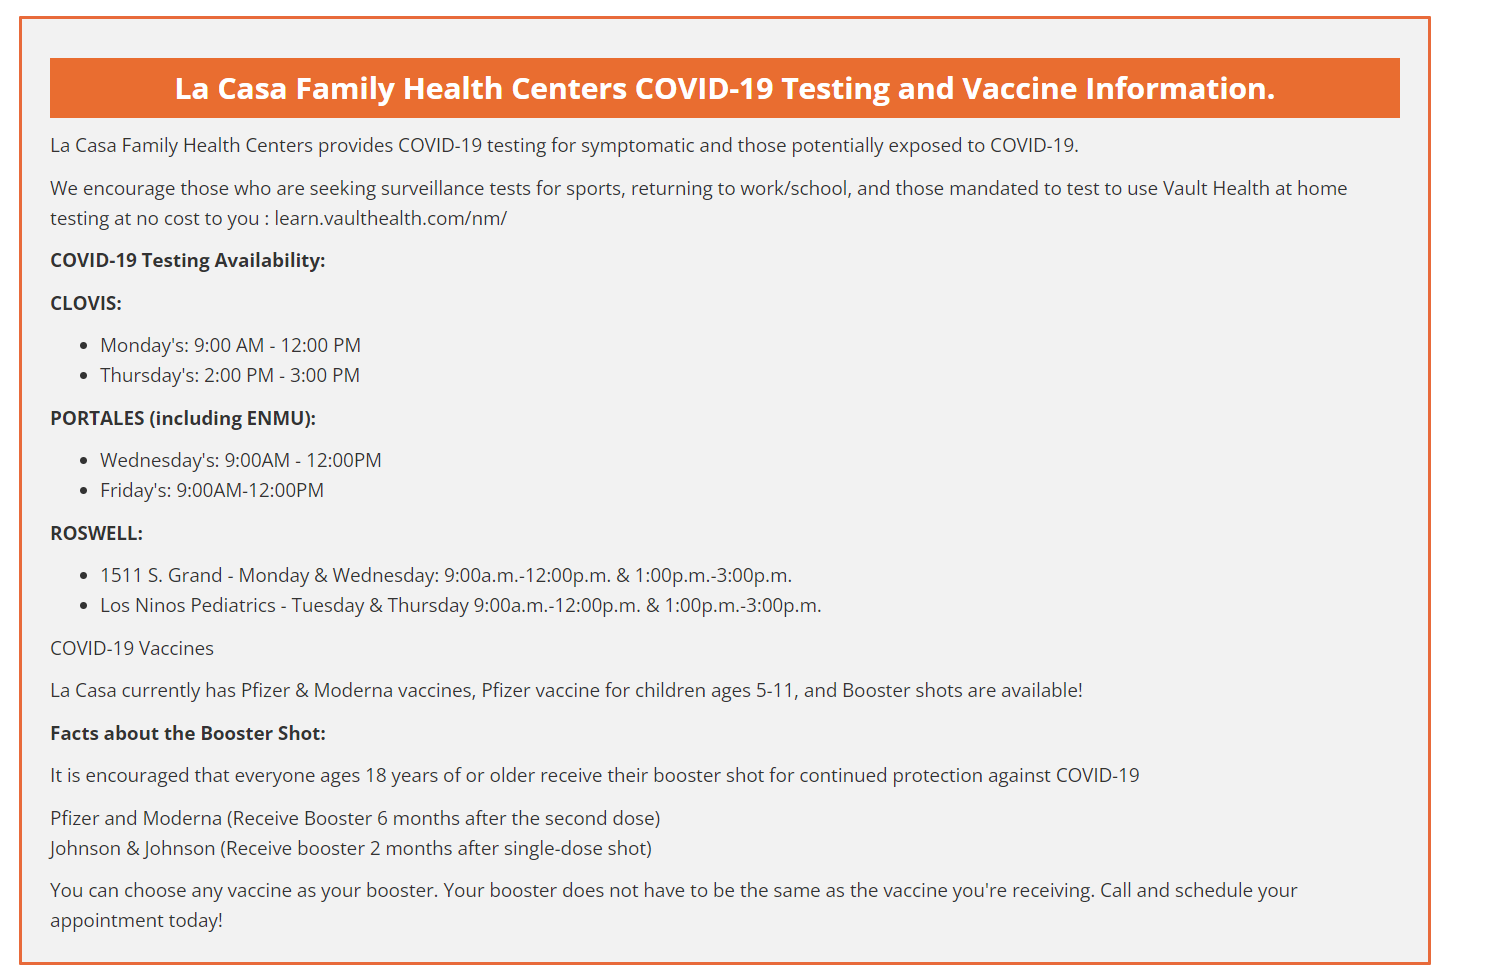 La Casa Family Health Centers COVID-19 Testing and Vaccine Information.
La Casa Family Health Centers provides COVID-19 testing for symptomatic and those potentially exposed to COVID-19.
We encourage those who are seeking surveillance tests for sports, returning to work/school, and those mandated to test to use Vault Health at home
testing at no cost to you : learn.vaulthealth.com/nm/
COVID-19 Testing Availability:
CLOVIS:
• Monday's: 9:00 AM - 12:00 PM
• Thursday's: 2:00 PM - 3:00 PM
PORTALES (including ENMU):
• Wednesday's: 9:00AM - 12:00PM
• Friday's: 9:00AM-12:00PM
ROSWELL:
• 1511 S. Grand - Monday & Wednesday: 9:00a.m.-12:00p.m. & 1:00p.m.-3:00p.m.
• Los Ninos Pediatrics - Tuesday & Thursday 9:00a.m.-12:00p.m. & 1:00p.m.-3:00p.m.
COVID-19 Vaccines
La Casa currently has Pfizer & Moderna vaccines, Pfizer vaccine for children ages 5-11, and Booster shots are available!
Facts about the Booster Shot:
It is encouraged that everyone ages 18 years of or older receive their booster shot for continued protection against COVID-19
Pfizer and Moderna (Receive Booster 6 months after the second dose)
Johnson & Johnson (Receive booster 2 months after single-dose shot)
You can choose any vaccine as your booster. Your booster does not have to be the same as the vaccine you're receiving. Call and schedule your
appointment today!